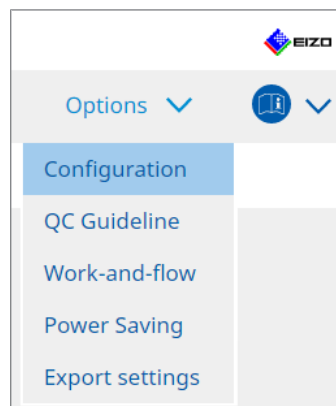 EIZO
Options
Configuration
QC Guideline
Work-and-flow
Power Saving
Export settings